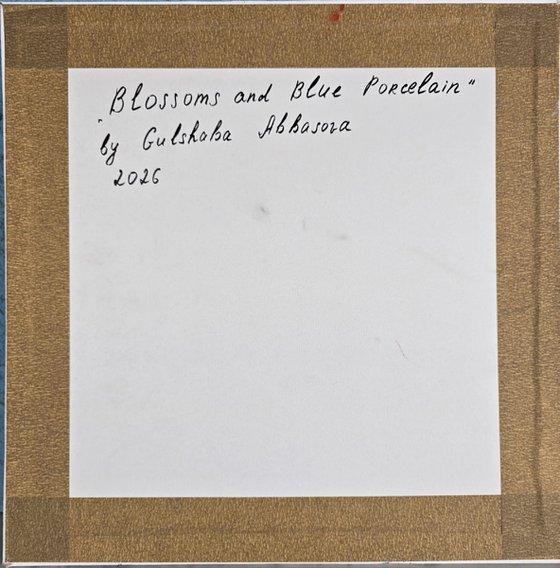 "Blossoms and Blue Porcelain"
by Gulshaba Abbasova
2026